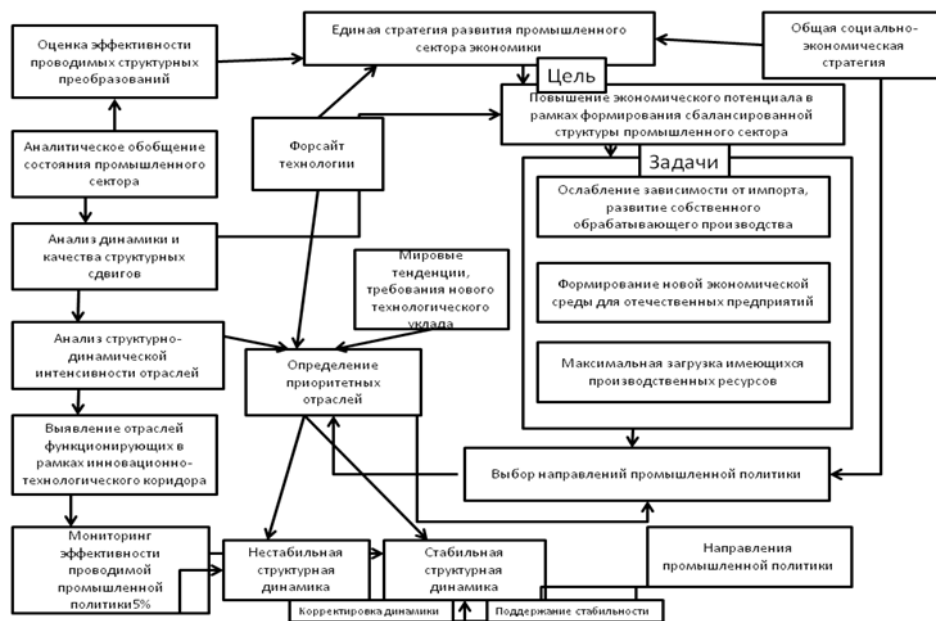 Оценка эффективности
проводимых структурных
преобразований
Единая стратегия развития промышленного
сектора экономики
Общая социально-
экономическая
стратегия
Цель
Повышение экономического потенциала в
рамках формирования сбалансированной
структуры промышленного сектора
Аналитическое обобщение
состояния промышленного
сектора
Форсайт
технологии
Задачи
Ослабление зависимости от импорта,
развитие собственного
обрабатывающего производства
Анализ динамики и
качества структурных
сдвигов
Мировые
тенденции,
требования нового
технологического
уклада
Формирование новой экономической
среды для отечественных предприятий
Анализ структурно-
динамической
интенсивности отраслей
Определение
приоритетных
отраслей
Максимальная загрузка имеющихся
производственных ресурсов
Выявление отраслей
функционирующих в
рамках инновационно-
технологического коридора
Выбор направлений промышленной политики
Мониторинг
эффективности
проводимой
промышленной
политики5%
Нестабильная
структурная
динамика
Стабильная
структурная
динамика
Направления
промышленной политики
Корректировка динамики
Поддержание стабильности